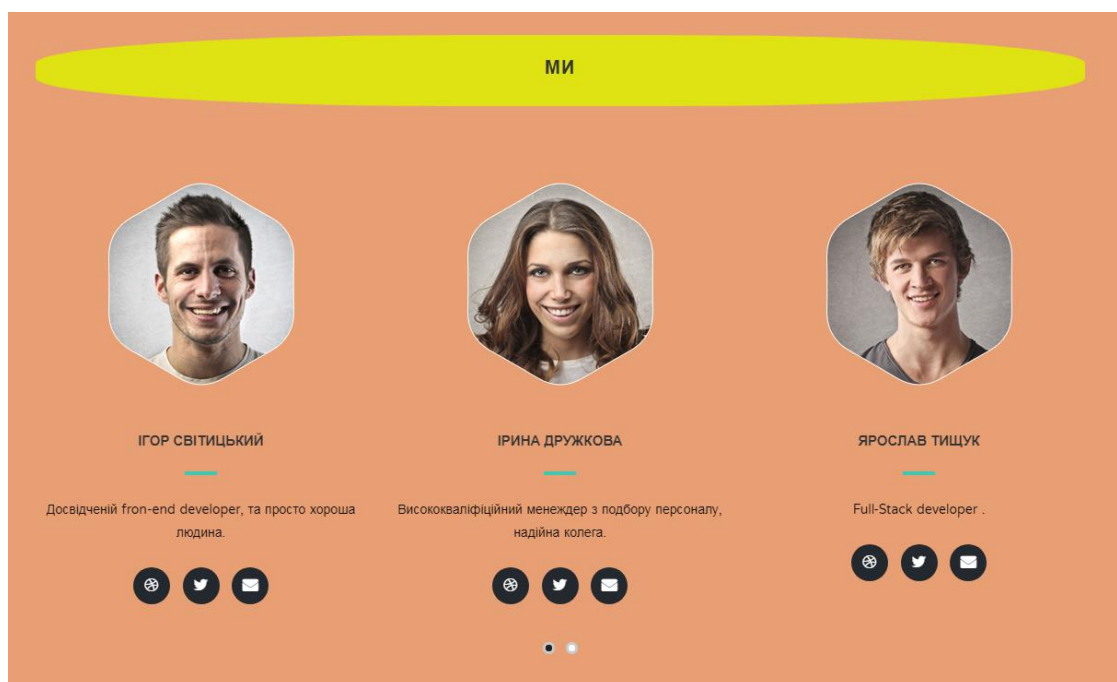 МИ
ІГОР СВІТИЦЬКИЙ
ІРИНА ДРУЖКОВА
ЯРОСЛАВ ТИЩУК
Досвідченій fron-end developer, та просто хороша
людина.
Висококваліфіційний менеждер з подбору персоналу,
надійна колега.
Full-Stack developer .